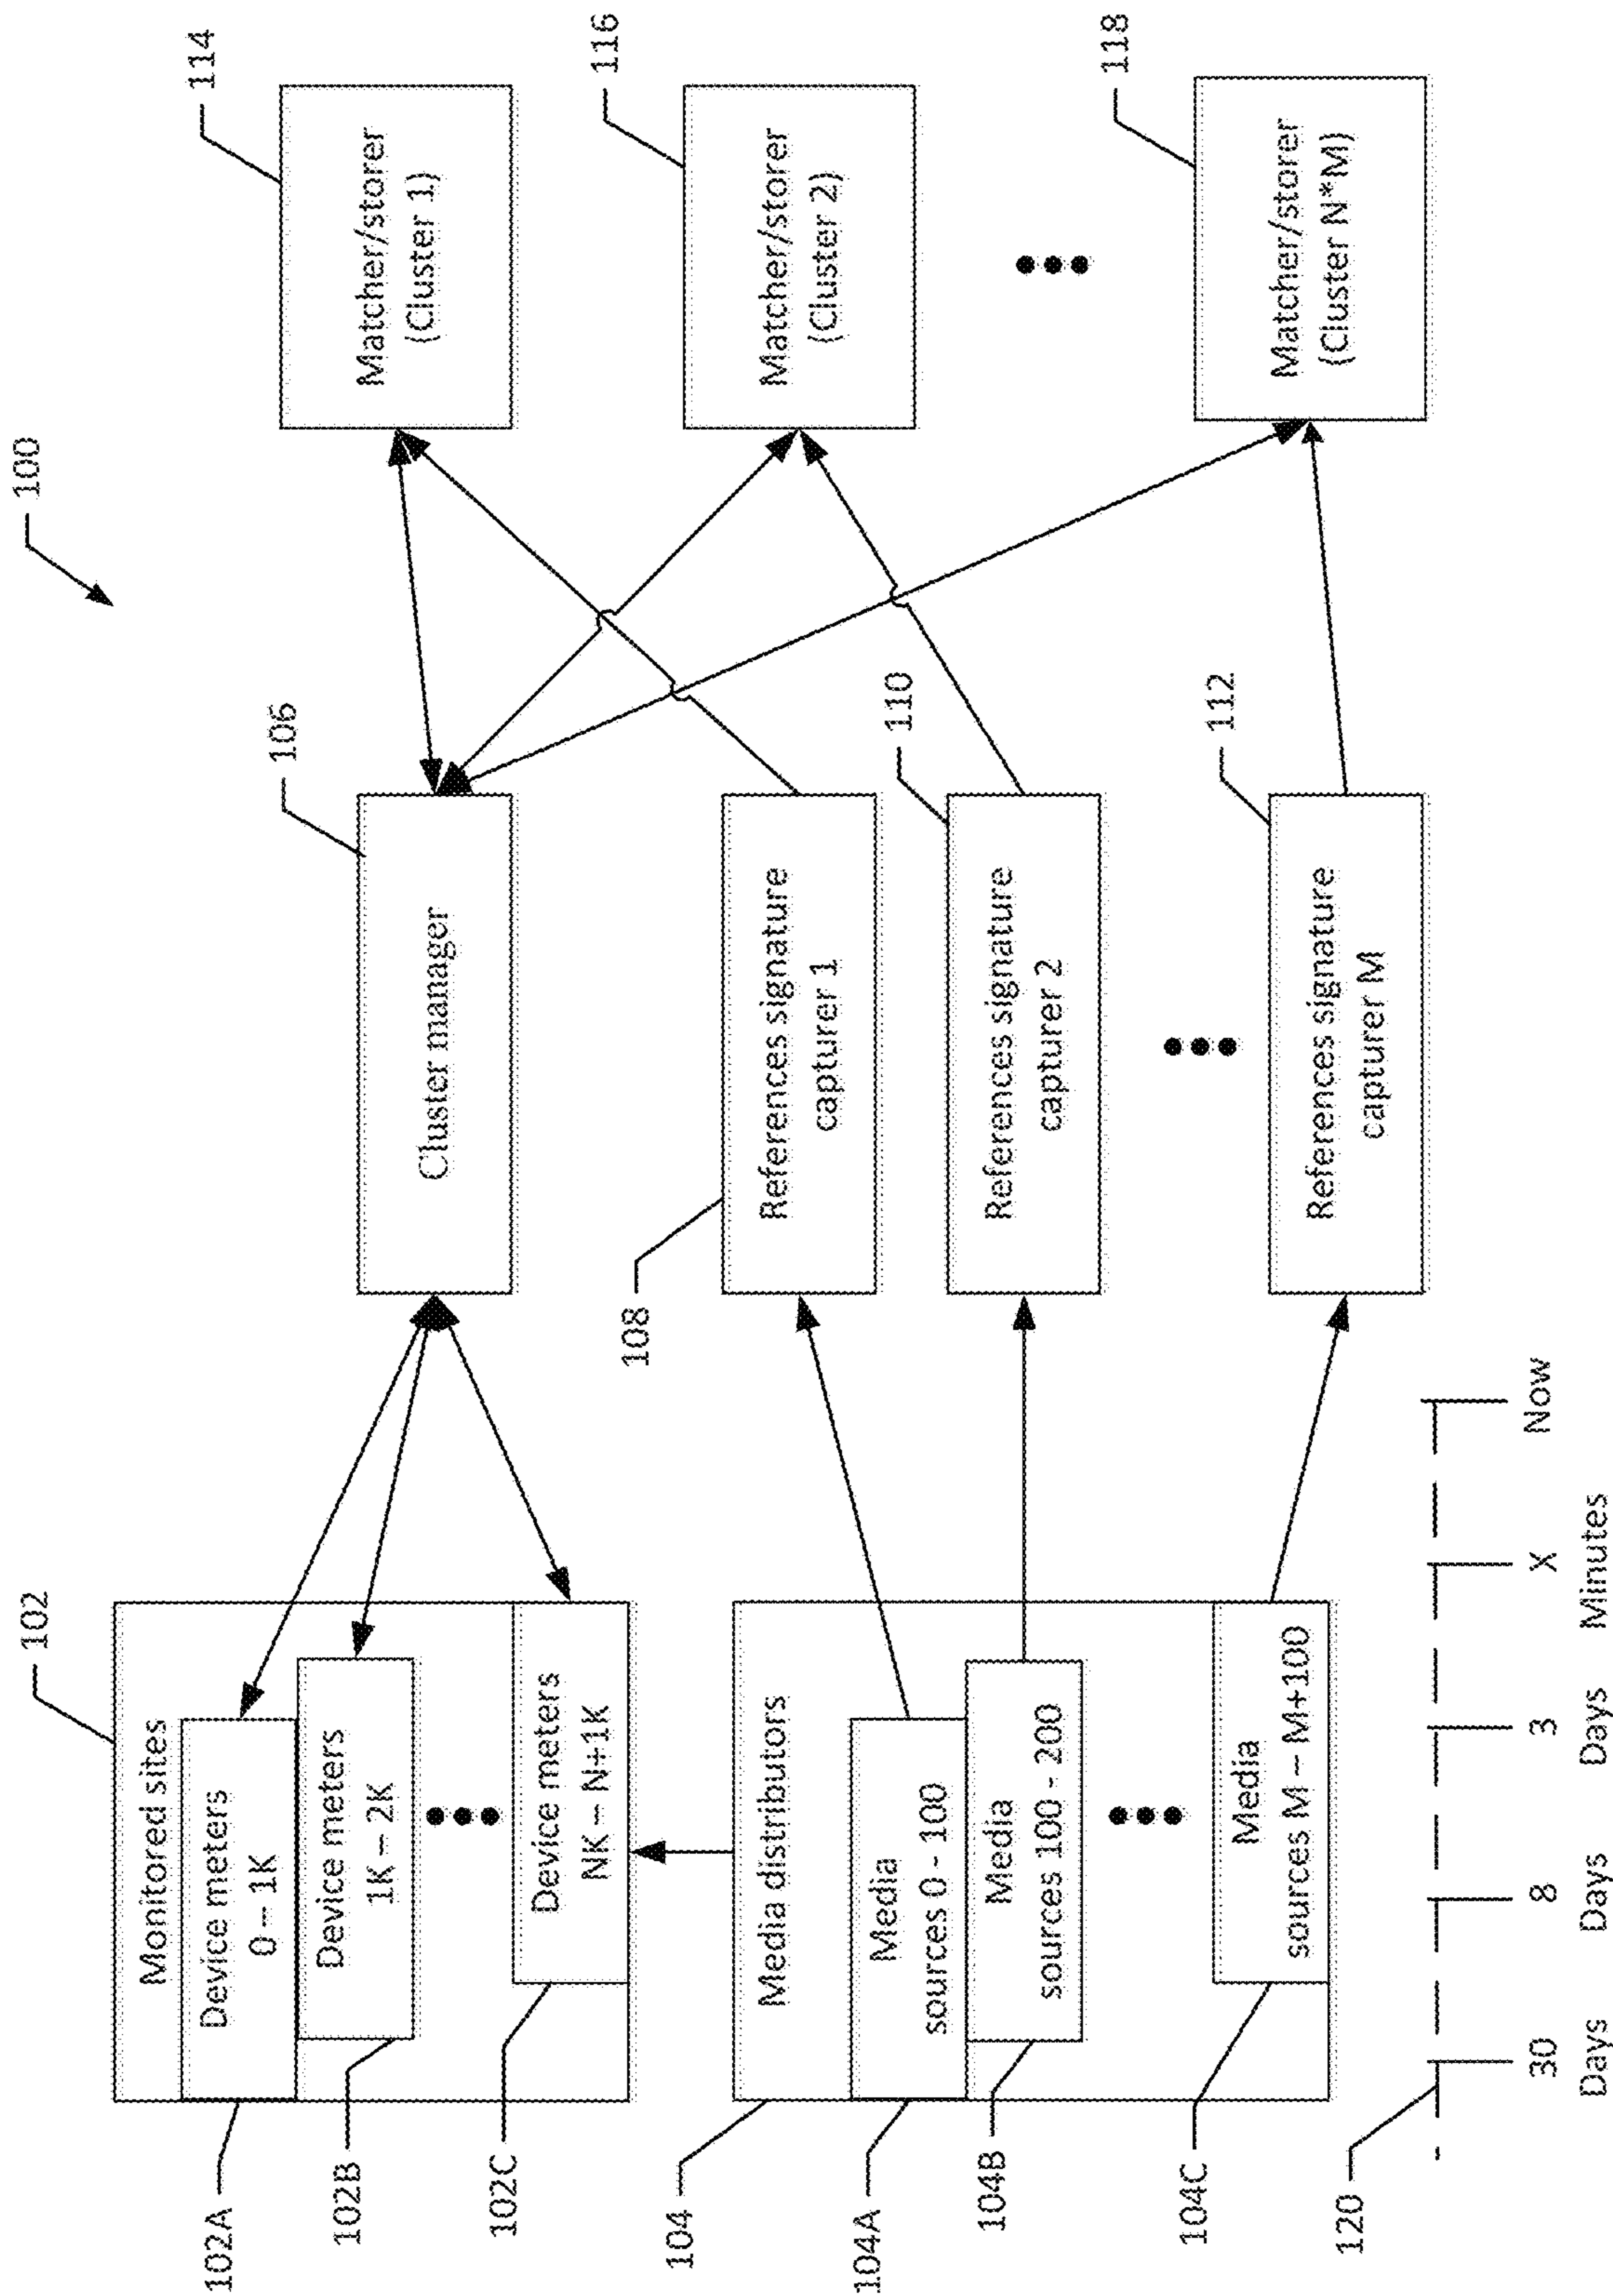 100
102
Monitored sites
Device meters
0 – 1K
102A
Device meters
1K – 2K
102B
Device meters
NK – N+1K
102C
106
Cluster manager
114
Matcher/storer
(Cluster 1)
116
Matcher/storer
(Cluster 2)
118
Matcher/storer
(Cluster N*M)
104
Media distributors
104A
Media
sources 0 - 100
104B
Media
sources 100 - 200
104C
Media
sources M – M+100
108
References signature
capturer 1
110
References signature
capturer 2
112
References signature
capturer M
120
30
Days
8
Days
3
Days
X
Minutes
Now